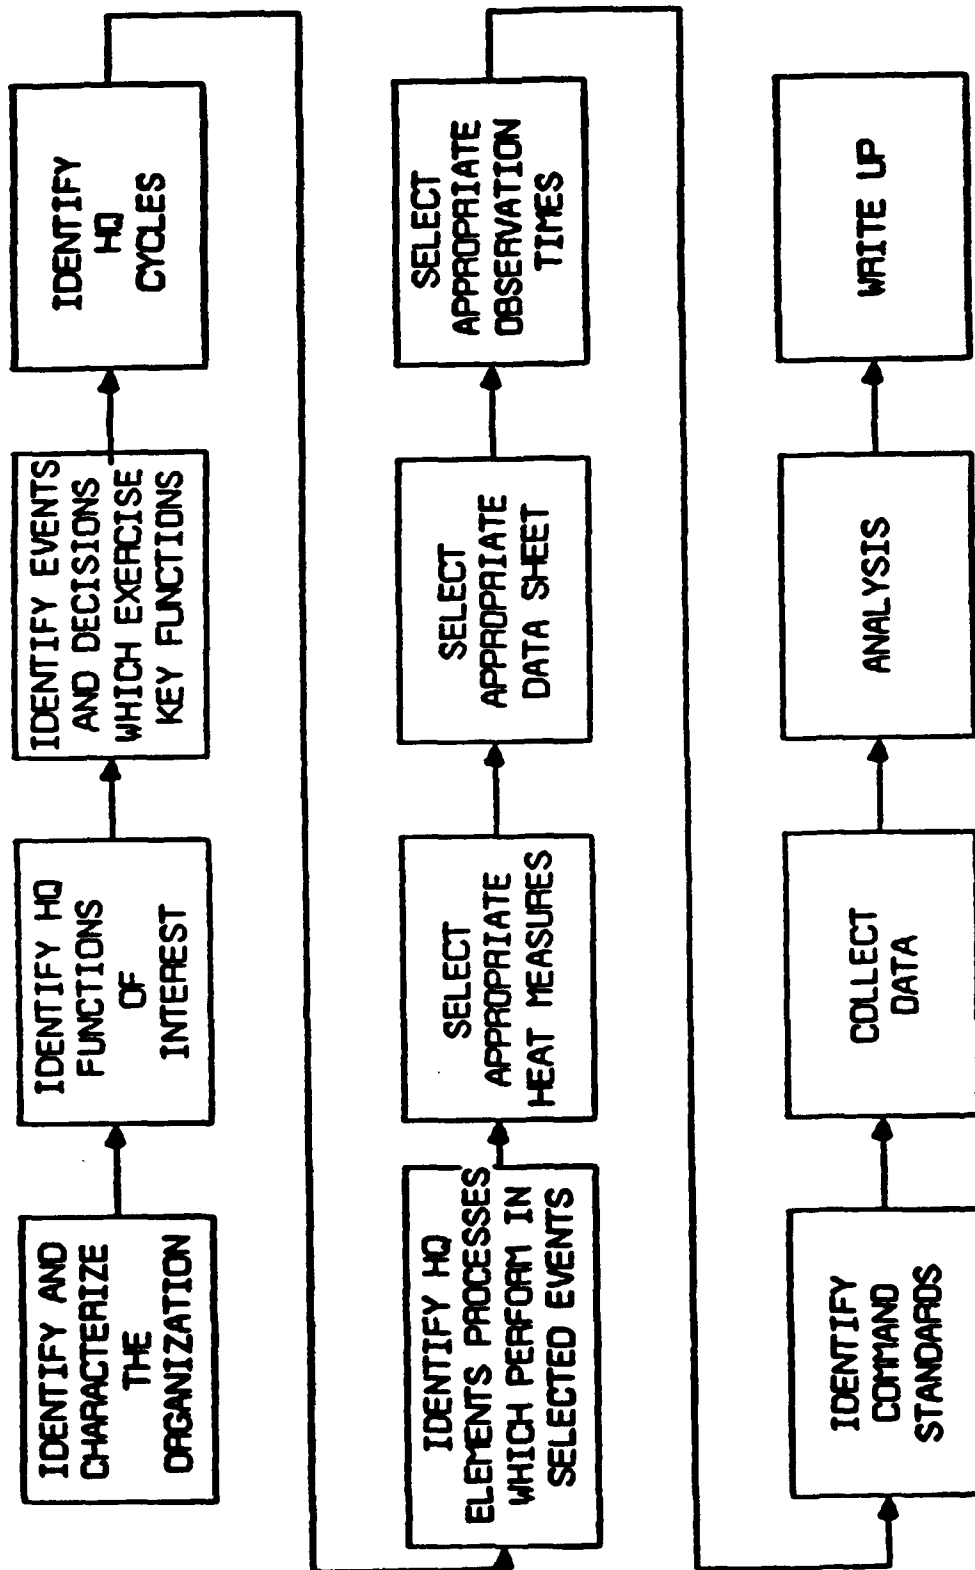 IDENTIFY AND
CHARACTERIZE
THE
ORGANIZATION
IDENTIFY HQ
FUNCTIONS
OF
INTEREST
IDENTIFY EVENTS
AND DECISIONS
WHICH EXERCISE
KEY FUNCTIONS
IDENTIFY
HQ
CYCLES
IDENTIFY HQ
ELEMENTS PROCESSES
WHICH PERFORM IN
SELECTED EVENTS
SELECT
APPROPRIATE
HEAT MEASURES
SELECT
APPROPRIATE
DATA SHEET
SELECT
APPROPRIATE
OBSERVATION
TIMES
IDENTIFY
COMMAND
STANDARDS
COLLECT
DATA
ANALYSIS
WRITE UP